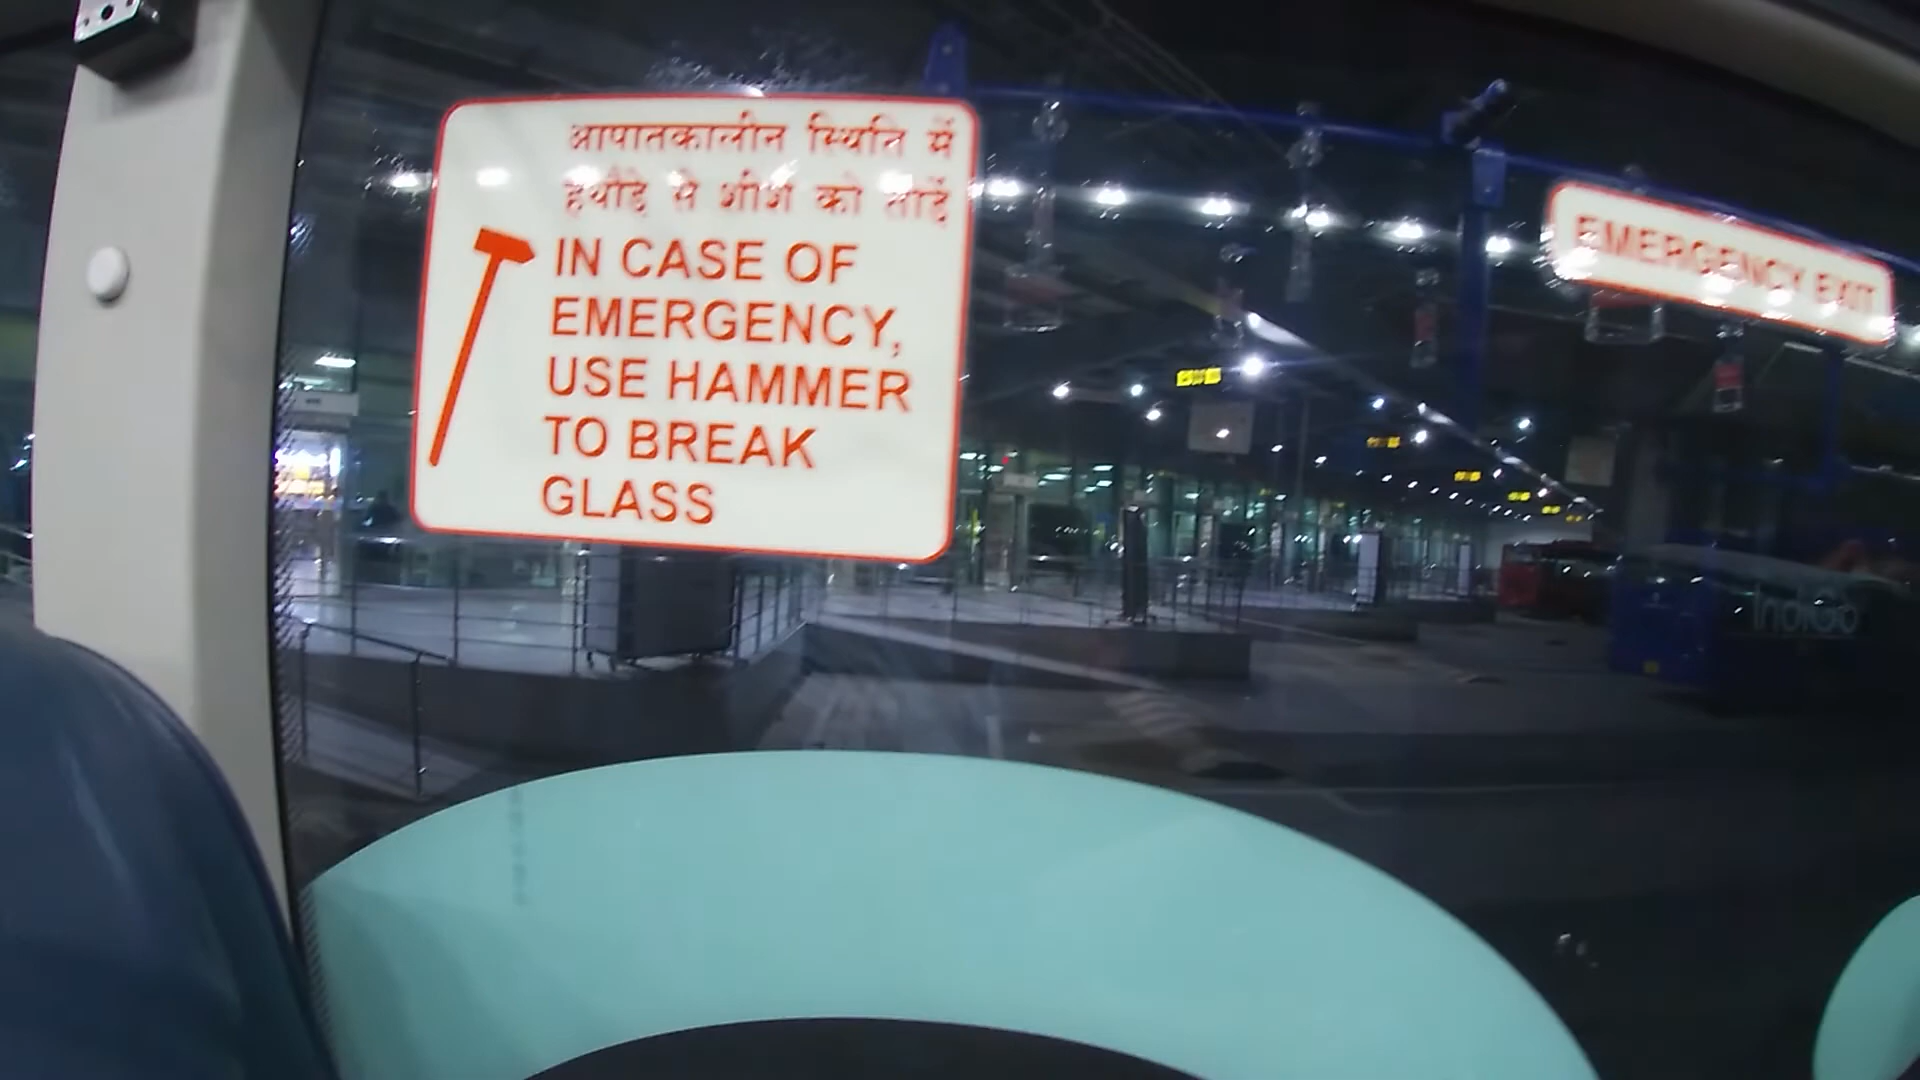 आपातकालीन स्थिति में
हथौडे से शीशे को तोडें
IN CASE OF
EMERGENCY,
USE HAMMER
TO BREAK
GLASS
EMERGENCY EXIT
IndiGo